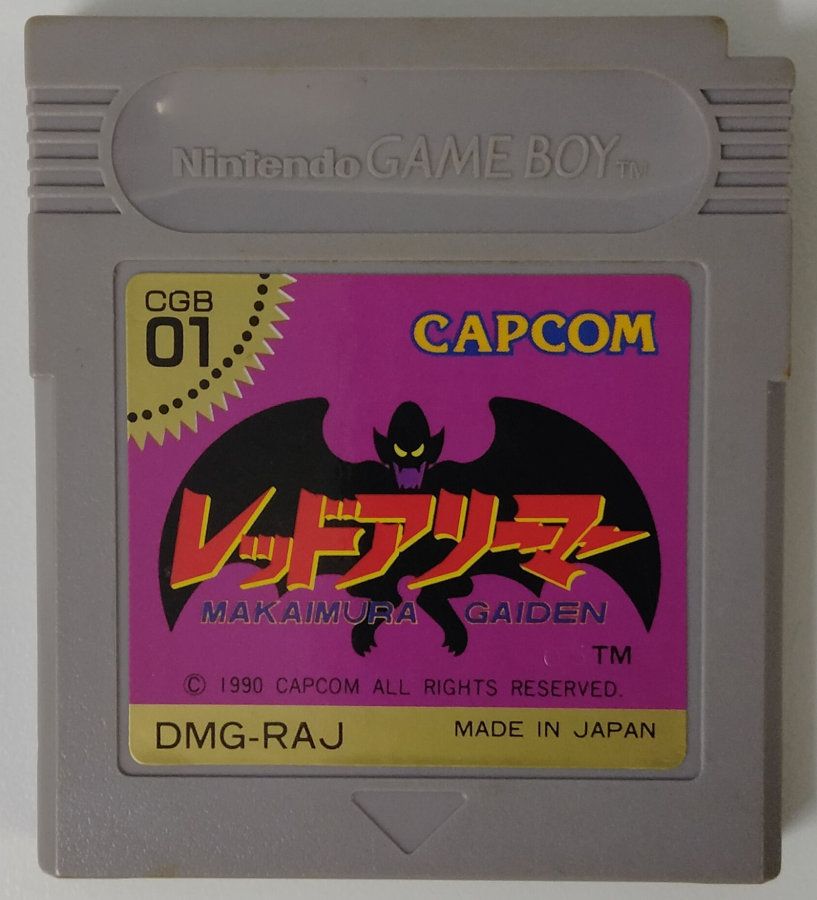 Nintendo GAME BOY TM
CGB
01
CAPCOM
レッドアリーマー
MAKAIMURA GAIDEN
TM
© 1990 CAPCOM ALL RIGHTS RESERVED.
DMG-RAJ
MADE IN JAPAN